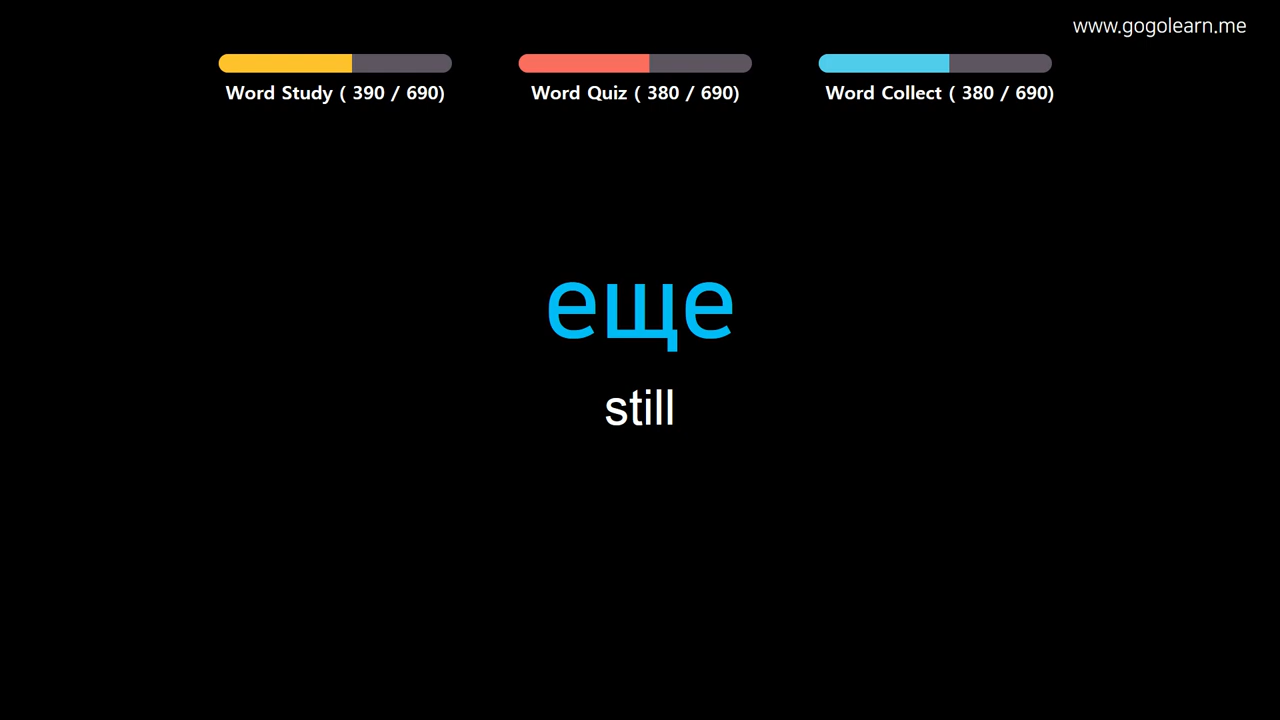 www.gogolearn.me
Word Study ( 390 / 690)
Word Quiz ( 380 / 690)
Word Collect ( 380 / 690)
еще
still